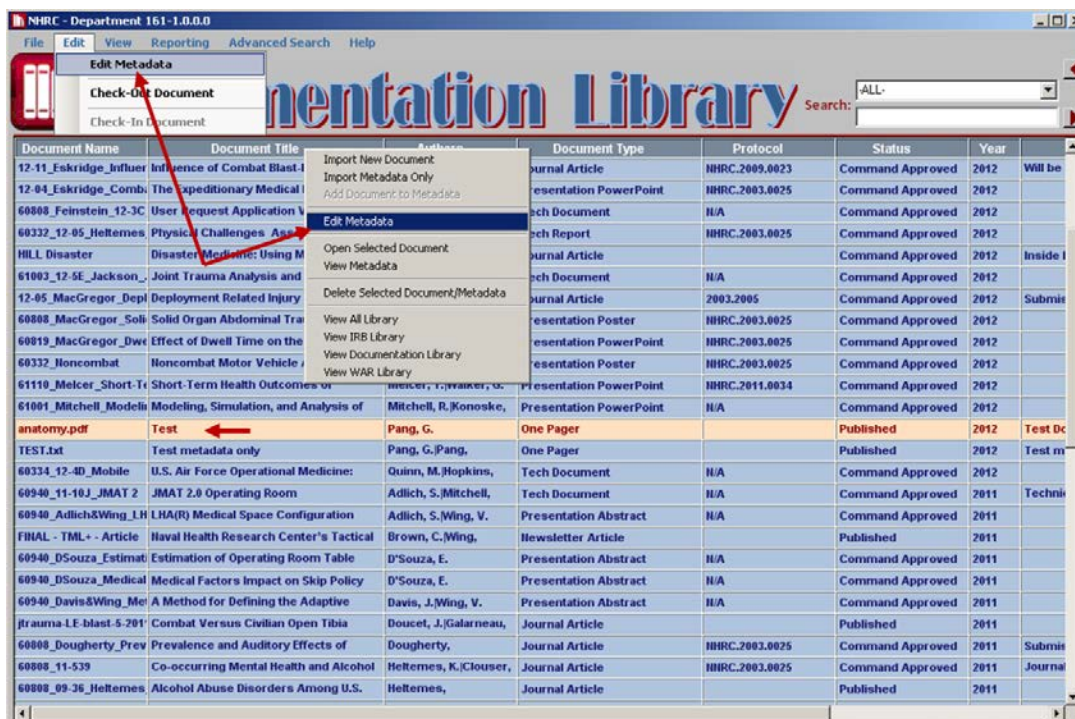 NHRC - Department 161-1.0.0.0
File Edit View Reporting Advanced Search Help
Edit Metadata
Check-Out Document
Check-In Document
mentation Library
Search: -ALL-
Document Name Document Title Authors Document Type Protocol Status Year
12-11_Eskridge_Influer Influence of Combat Blast-I ournal Article NHRC.2009.0023 Command Approved 2012 Will be
12-04_Eskridge_Comb The Expeditionary Medical resentation PowerPoint NHRC.2003.0025 Command Approved 2012
60808_Feinstein_12-3C User Request Application V ech Document N/A Command Approved 2012
60332_12-05_Heltemes Physical Challenges Ass ech Report NHRC.2003.0025 Command Approved 2012
HILL Disaster Disaster Medicine: Using M ournal Article Command Approved 2012 Inside
61003_12-5E_Jackson_ Joint Trauma Analysis and ech Document N/A Command Approved 2012
12-05_MacGregor_Depl Deployment Related Injury ournal Article 2003.2005 Command Approved 2012 Submi
60808_MacGregor_Soli Solid Organ Abdominal Tra resentation Poster NHRC.2003.0025 Command Approved 2012
60819_MacGregor_Dwe Effect of Dwell Time on the resentation PowerPoint NHRC.2003.0025 Command Approved 2012
60332_Noncombat Noncombat Motor Vehicle resentation Poster NHRC.2003.0025 Command Approved 2012
61110_Melcer_Short-Te Short-Term Health Outcomes of Melcer, T.|Walker, G. Presentation PowerPoint NHRC.2011.0034 Command Approved 2012
61001_Mitchell_Modelin Modeling, Simulation, and Analysis of Mitchell, R.|Konoske, Presentation PowerPoint N/A Command Approved 2012
anatomy.pdf Test Pang, G. One Pager Published 2012 Test Dc
TEST.txt Test metadata only Pang, G.|Pang, One Pager Published 2012 Test m
60334_12-4D_Mobile U.S. Air Force Operational Medicine: Quinn, M.|Hopkins, Tech Document N/A Command Approved 2012
60940_11-10J_JMAT 2 JMAT 2.0 Operating Room Adlich, S.|Mitchell, Tech Document N/A Command Approved 2011 Techni
60940_Adlich&Wing_LH LHA(R) Medical Space Configuration Adlich, S.|Wing, V. Presentation Abstract N/A Command Approved 2011
FINAL - TML+ - Article Naval Health Research Center's Tactical Brown, C.|Wing, Newsletter Article Published 2011
60940_DSouza_Estimati Estimation of Operating Room Table D'Souza, E. Presentation Abstract N/A Command Approved 2011
60940_DSouza_Medical Medical Factors Impact on Skip Policy D'Souza, E. Presentation Abstract N/A Command Approved 2011
60940_Davis&Wing_Met A Method for Defining the Adaptive Davis, J.|Wing, V. Presentation Abstract N/A Command Approved 2011
jtrauma-LE-blast-5-201 Combat Versus Civilian Open Tibia Doucet, J.|Galarneau, Journal Article Published 2011
60808_Dougherty_Prev Prevalence and Auditory Effects of Dougherty, Journal Article NHRC.2003.0025 Command Approved 2011 Submi
60808_11-539 Co-occurring Mental Health and Alcohol Heltemes, K.|Clouser, Journal Article NHRC.2003.0025 Command Approved 2011 Journa
60808_09-36_Heltemes Alcohol Abuse Disorders Among U.S. Heltemes, Journal Article Published 2011
Import New Document
Import Metadata Only
Add Document to Metadata
Edit Metadata
Open Selected Document
View Metadata
Delete Selected Document/Metadata
View All Library
View IRB Library
View Documentation Library
View WAR Library